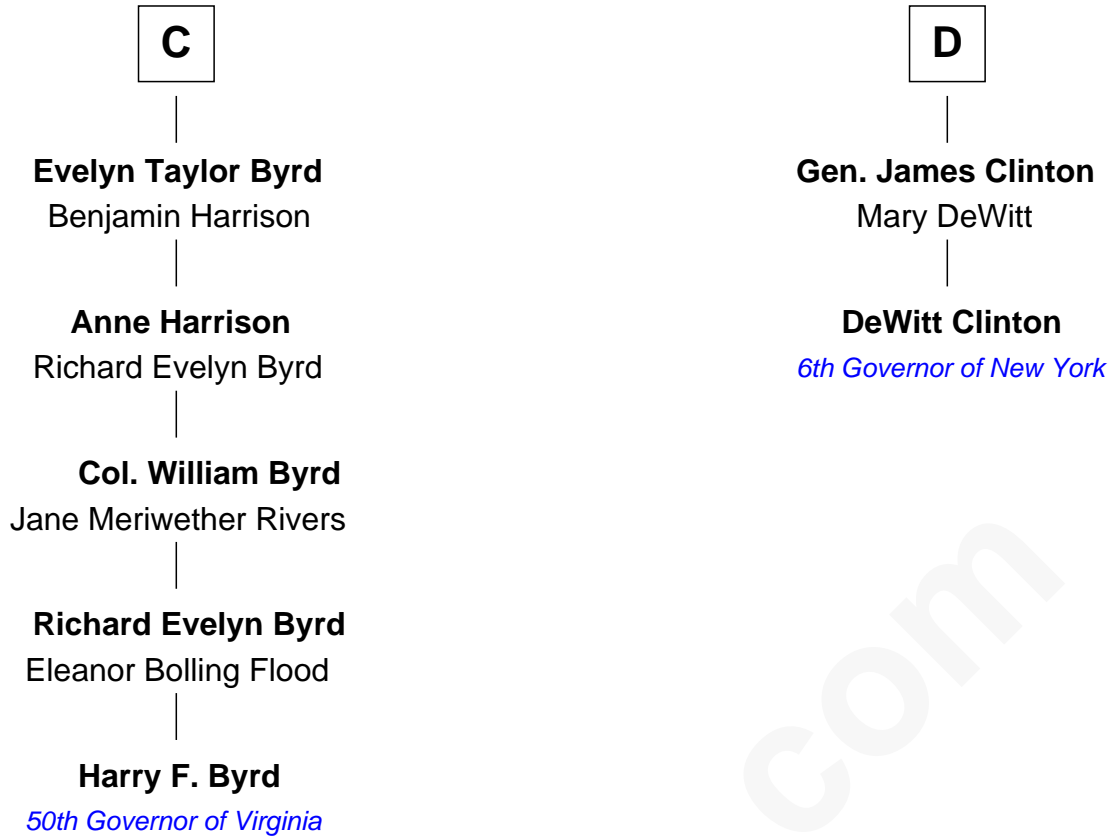 C
Evelyn Taylor Byrd
Benjamin Harrison
Anne Harrison
Richard Evelyn Byrd
Col. William Byrd
Jane Meriwether Rivers
Richard Evelyn Byrd
Eleanor Bolling Flood
Harry F. Byrd
50th Governor of Virginia
D
Gen. James Clinton
Mary DeWitt
DeWitt Clinton
6th Governor of New York
com